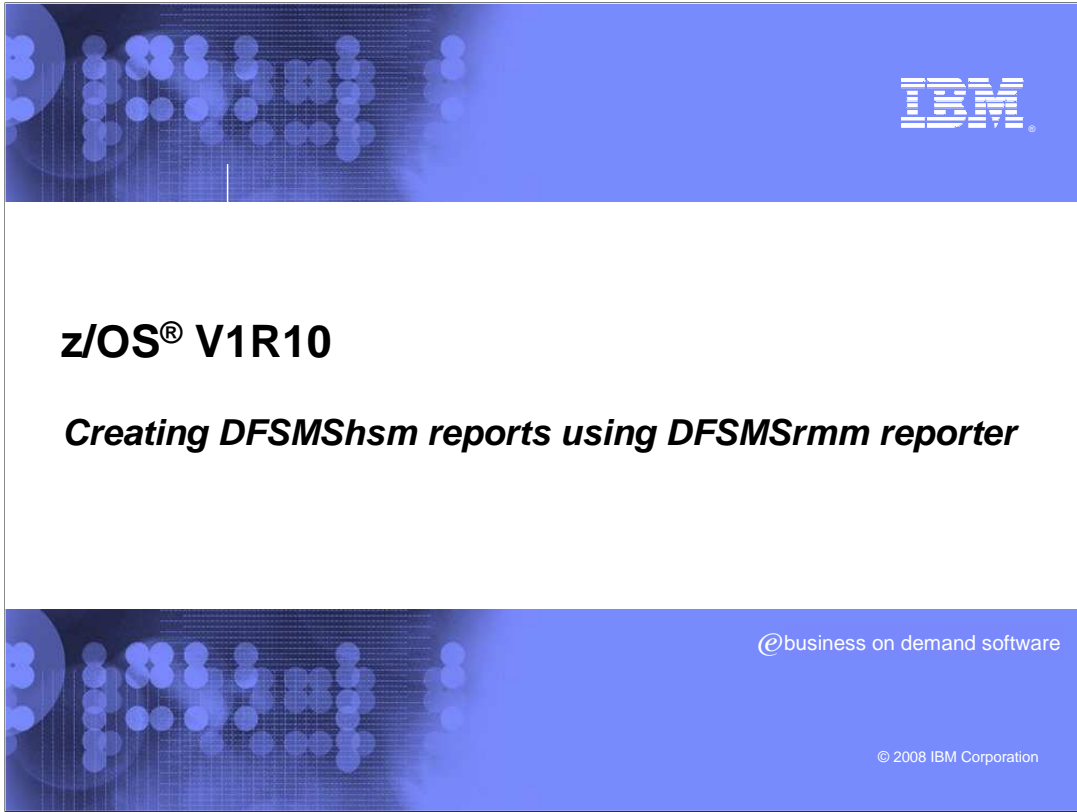 IBM®
z/OS® V1R10
Creating DFSMShsm reports using DFSMSrmm reporter
@business on demand software
© 2008 IBM Corporation